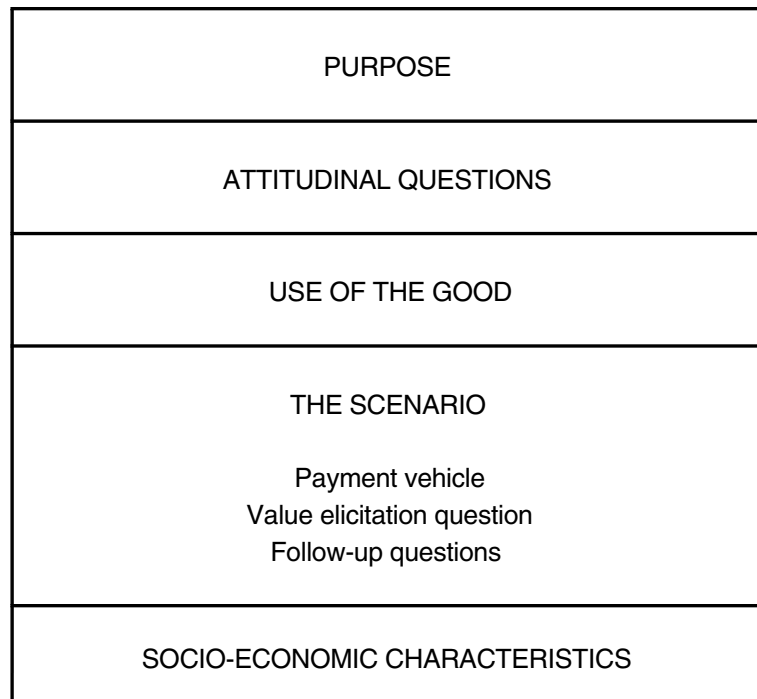 PURPOSE
ATTITUDINAL QUESTIONS
USE OF THE GOOD
THE SCENARIO
Payment vehicle
Value elicitation question
Follow-up questions
SOCIO-ECONOMIC CHARACTERISTICS